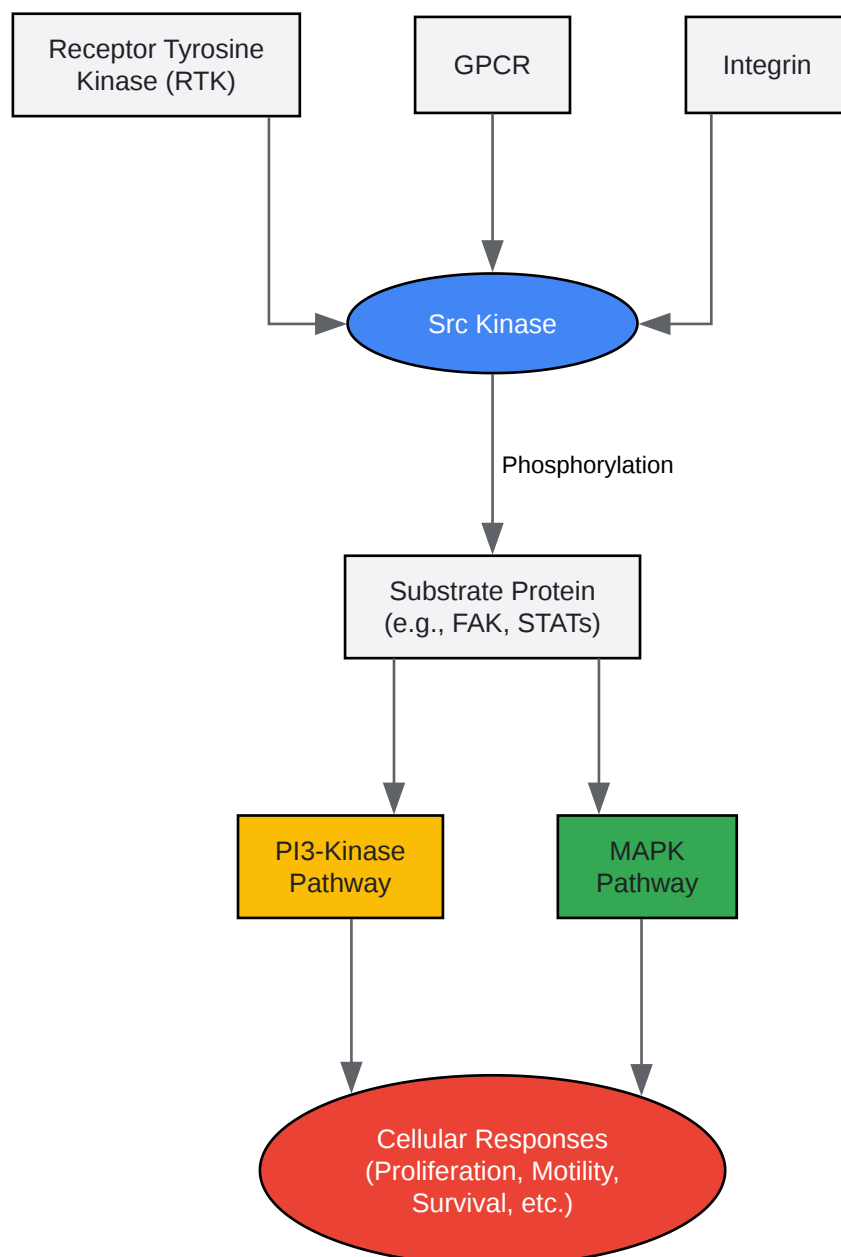 Receptor Tyrosine
Kinase (RTK)
GPCR
Integrin
Src Kinase
Phosphorylation
Substrate Protein
(e.g., FAK, STATs)
PI3-Kinase
Pathway
MAPK
Pathway
Cellular Responses
(Proliferation, Motility,
Survival, etc.)